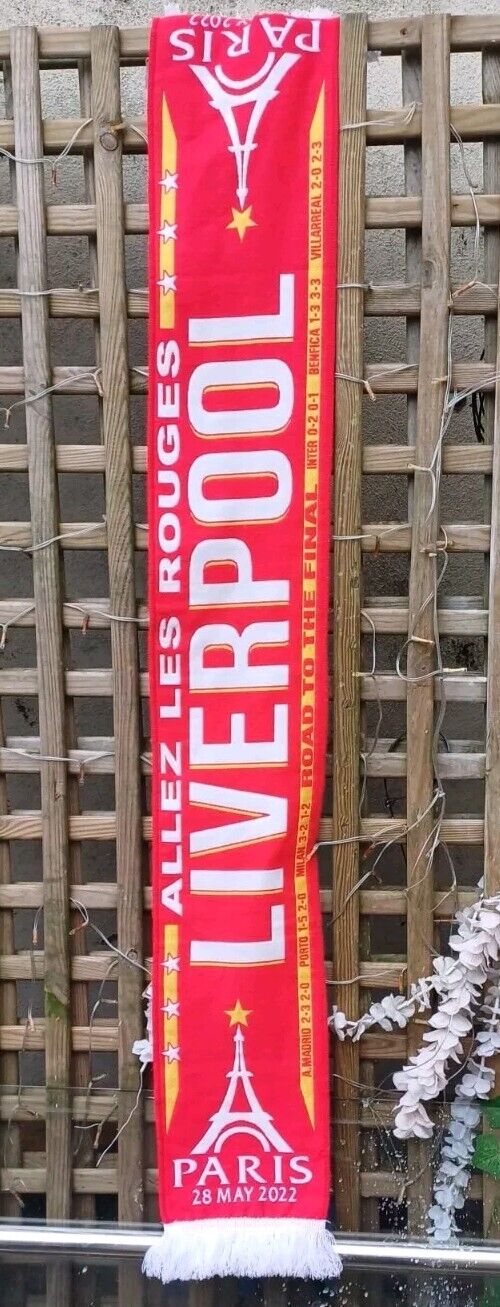 PARIS
MAY 2022
ALLEZ LES ROUGES
LIVERPOOL
A.MADRID 2-3 2-0 PORTO 1-5 2-0 MILAN 3-2 1-2 ROAD TO THE FINAL INTER 0-2 0-1 BENFICA 1-3 3-3 VILLARREAL 2-0 2-3
PARIS
28 MAY 2022